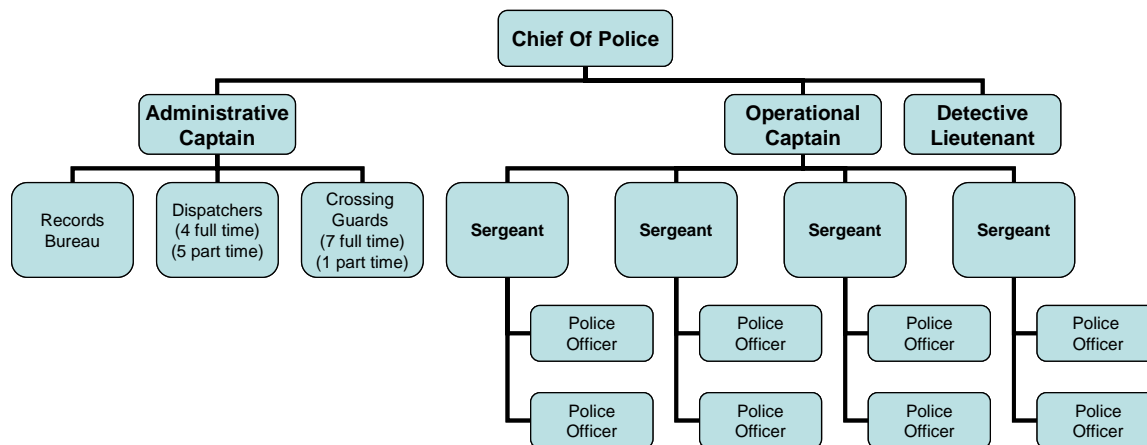 Chief Of Police
Administrative
Captain
Operational
Captain
Detective
Lieutenant
Records
Bureau
Dispatchers
(4 full time)
(5 part time)
Crossing
Guards
(7 full time)
(1 part time)
Sergeant
Sergeant
Sergeant
Sergeant
Police
Officer
Police
Officer
Police
Officer
Police
Officer
Police
Officer
Police
Officer
Police
Officer
Police
Officer